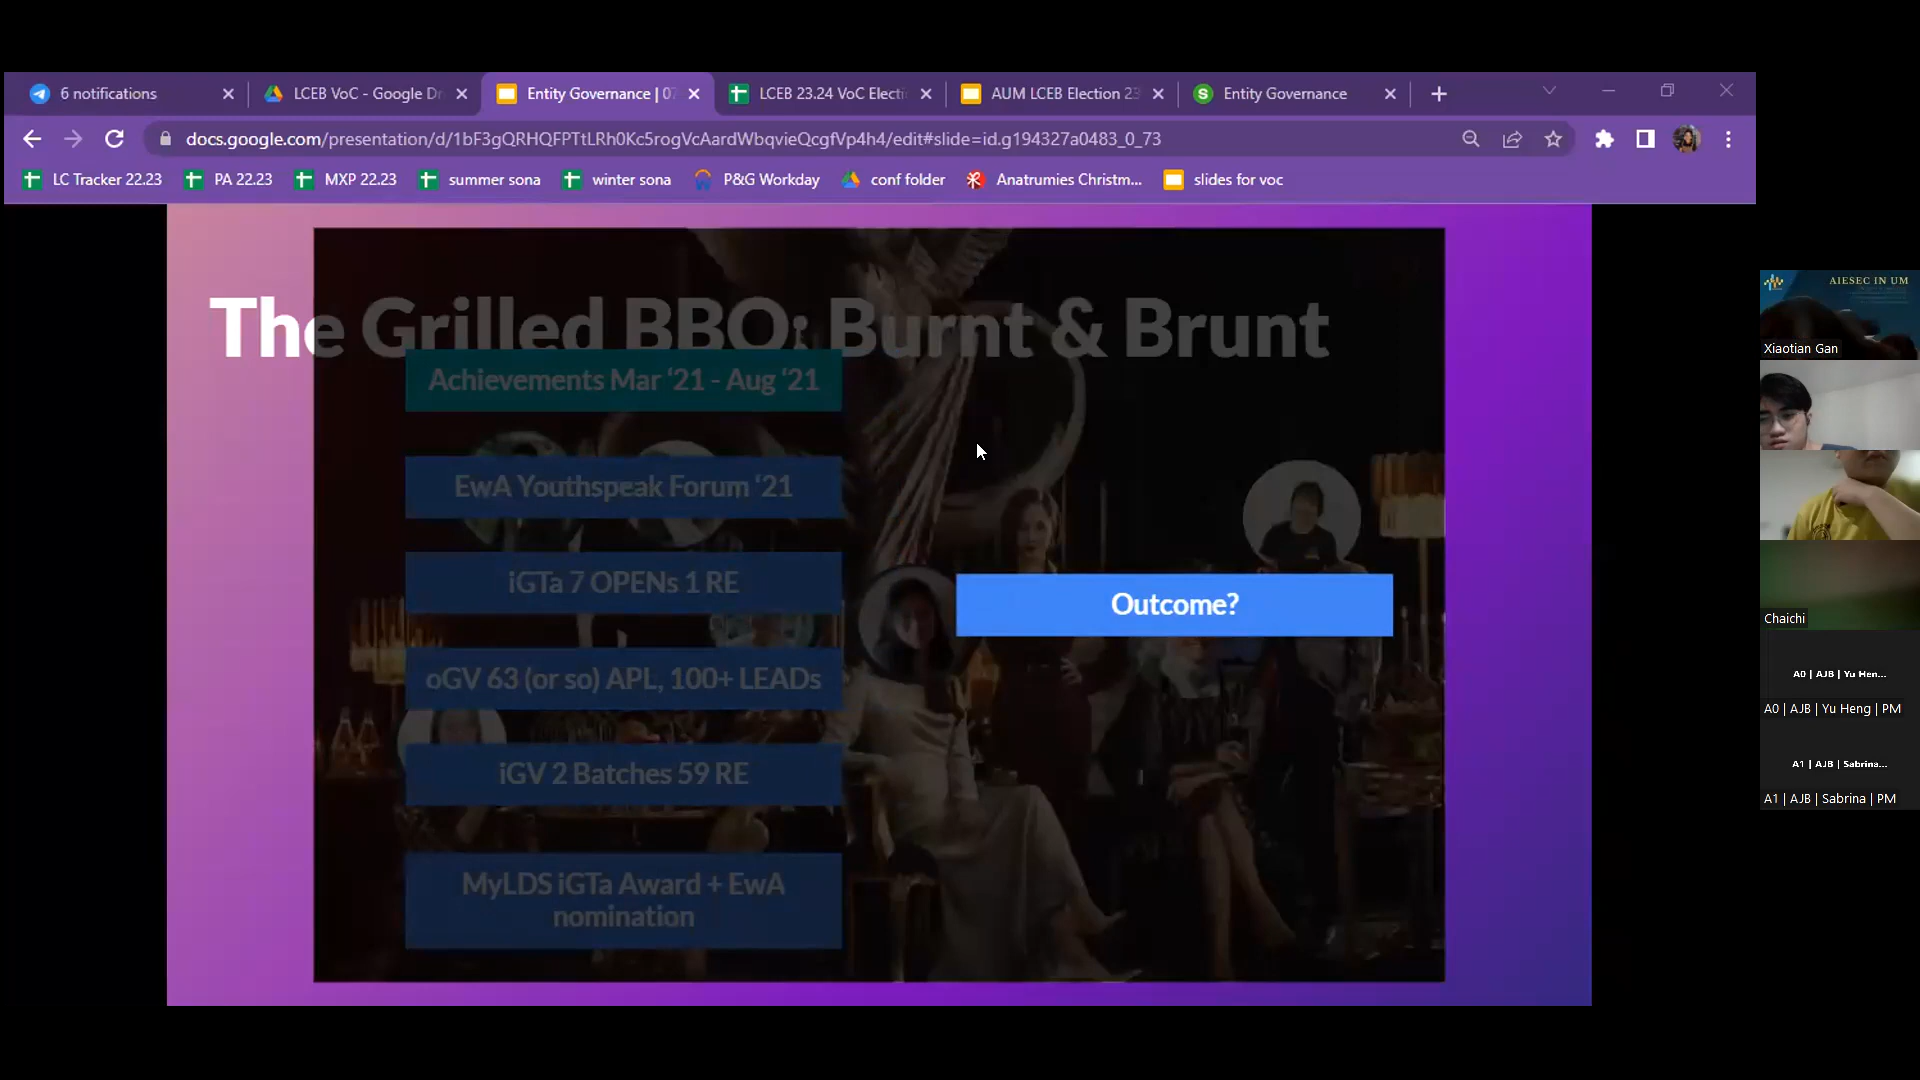 6 notifications
LCEB VoC - Google Dr
Entity Governance | 07
LCEB 23.24 VoC Electi
AUM LCEB Election 23
Entity Governance
docs.google.com/presentation/d/1bF3gQRHQFPTtLRh0Kc5rogVcAardWbqvieQcgfVp4h4/edit#slide=id.g194327a0483_0_73
LC Tracker 22.23
PA 22.23
MXP 22.23
summer sona
winter sona
P&G Workday
conf folder
Anatrumies Christm...
slides for voc
The Grilled BBQ: Burnt & Brunt
Achievements Mar ‘21 - Aug ‘21
EwA Youthspeak Forum ‘21
iGTa 7 OPENs 1 RE
oGV 63 (or so) APL, 100+ LEADs
iGV 2 Batches 59 RE
MyLDS iGTa Award + EwA
nomination
Outcome?
AIESEC IN UM
Xiaotian Gan
Chaichi
A0 | AJB | Yu Hen...
A0 | AJB | Yu Heng | PM
A1 | AJB | Sabrina...
A1 | AJB | Sabrina | PM